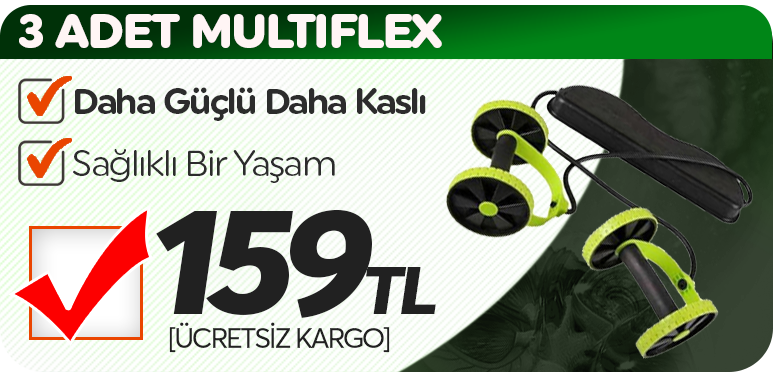 3 ADET MULTIFLEX
Daha Güçlü Daha Kaslı
Sağlıklı Bir Yaşam
159TL
[ÜCRETSİZ KARGO]